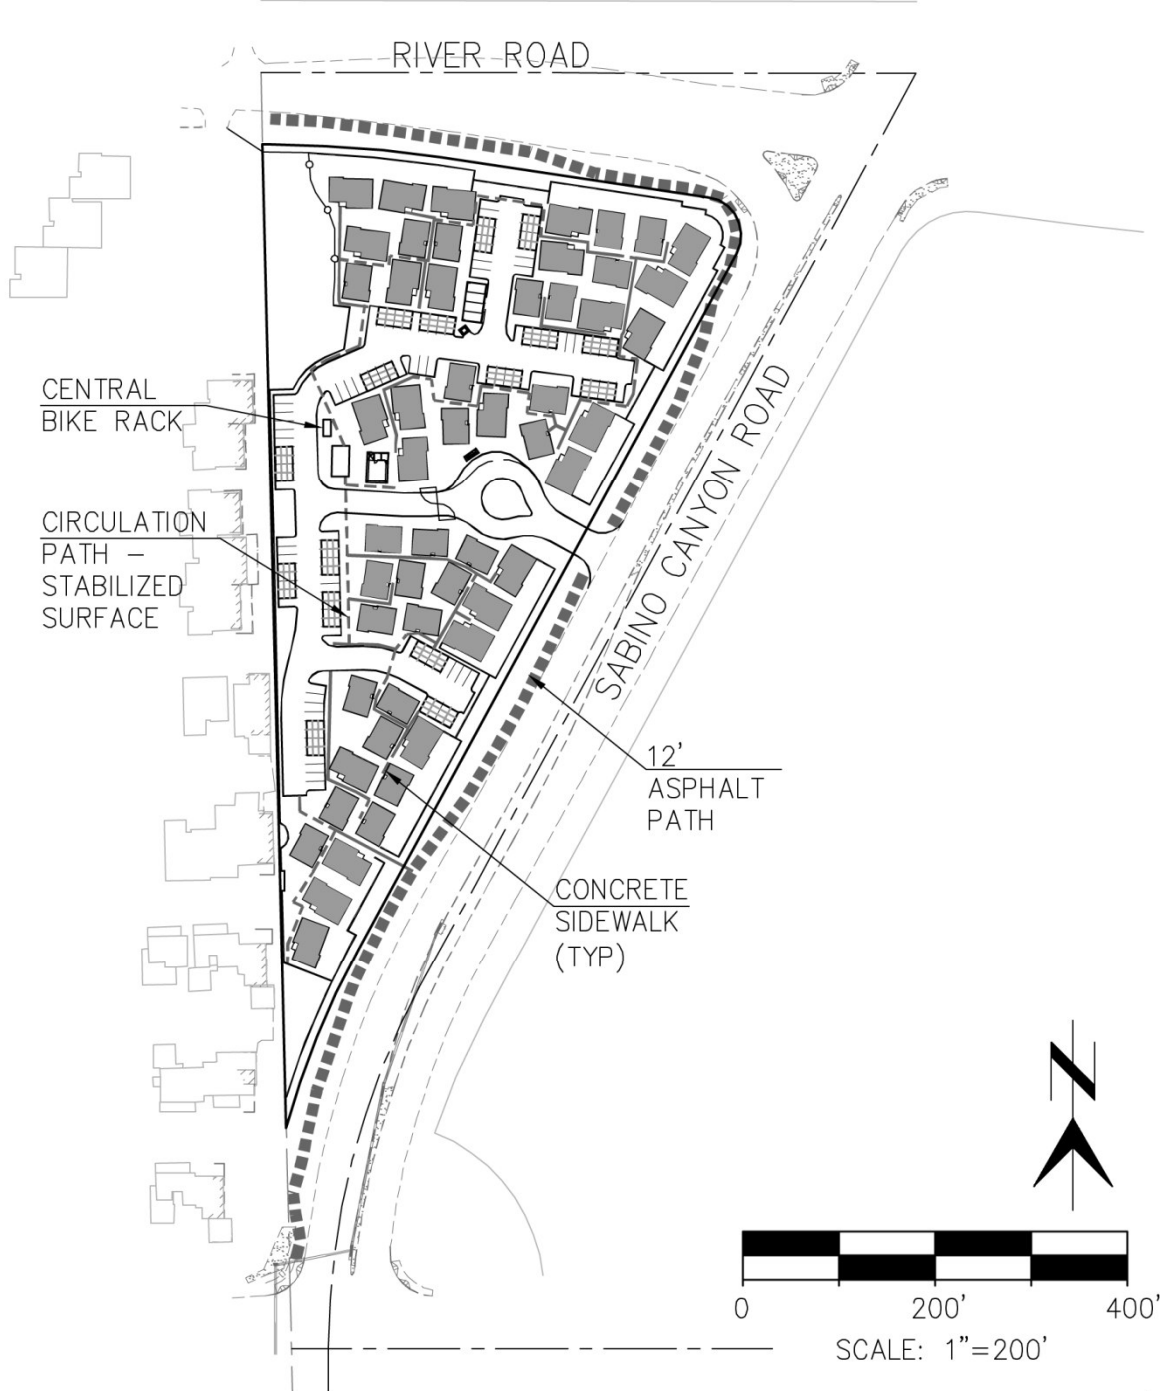 RIVER ROAD
CENTRAL
BIKE RACK
CIRCULATION
PATH –
STABILIZED
SURFACE
SABINO CANYON ROAD
12'
ASPHALT
PATH
CONCRETE
SIDEWALK
(TYP)
N
0 200' 400'
SCALE: 1"=200'